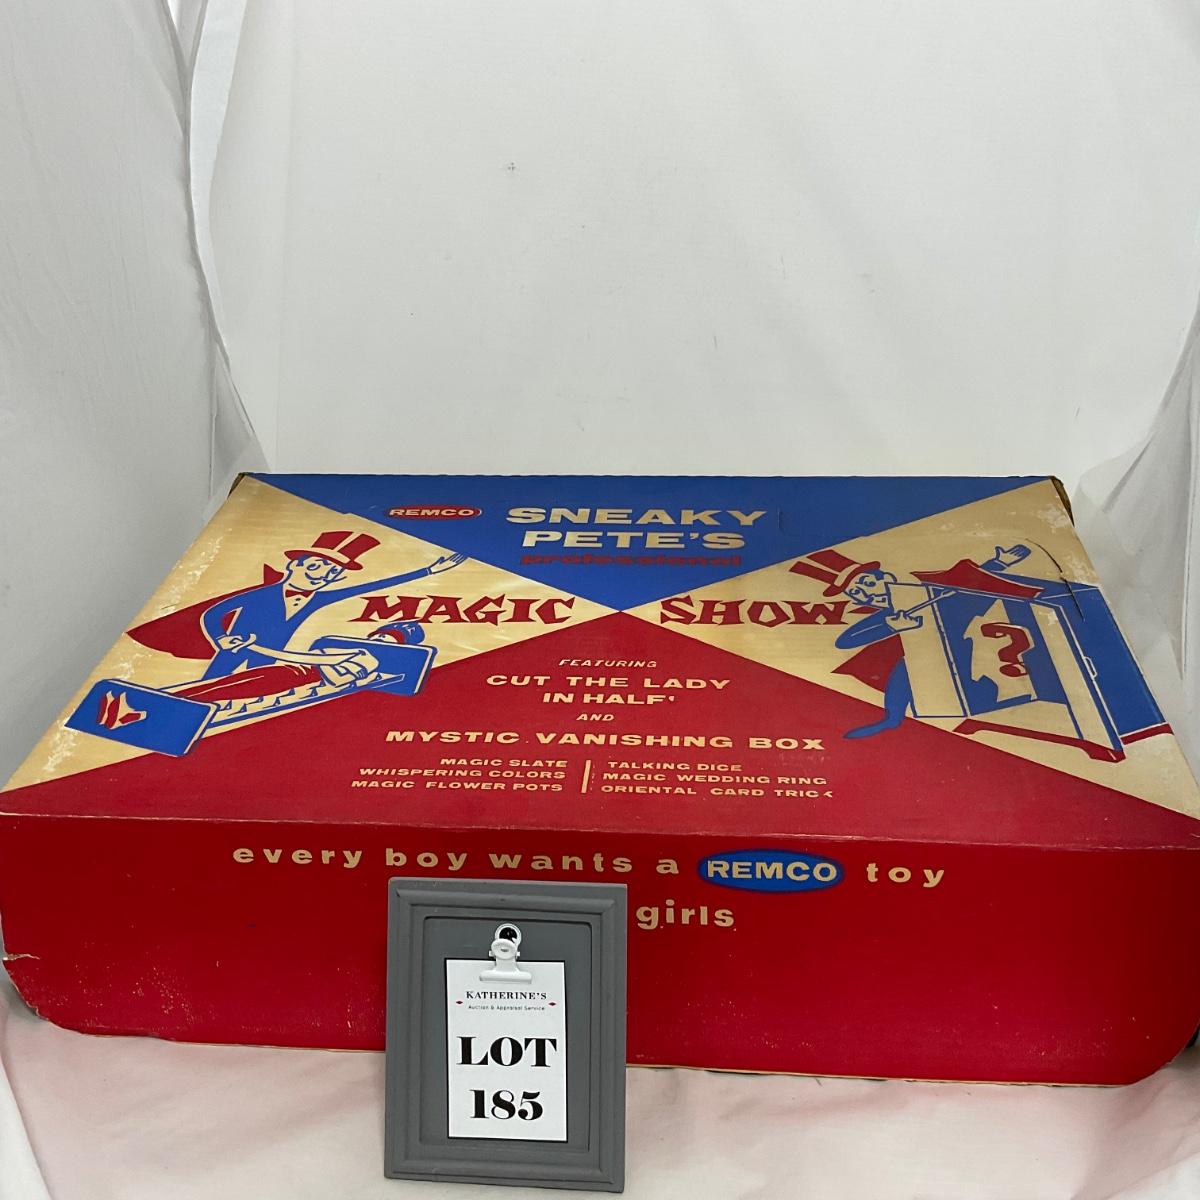 REMCO
SNEAKY
PETE'S
professional
MAGIC SHOW
?
FEATURING
CUT THE LADY
IN HALF'
AND
MYSTIC VANISHING BOX
MAGIC SLATE
WHISPERING COLORS
MAGIC FLOWER POTS
TALKING DICE
MAGIC WEDDING RING
ORIENTAL CARD TRICK
every boy wants a REMCO toy
girls
KATHERINE'S
Auction & Appraisal Service
LOT
185